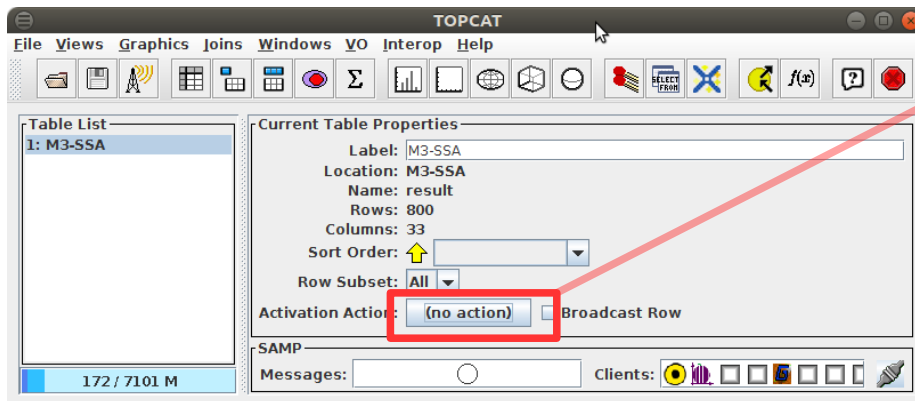 TOPCAT
File Views Graphics Joins Windows VO Interop Help
Σ SELECT FROM f(x) ?
Table List
1: M3-SSA
172 / 7101 M
Current Table Properties
Label: M3-SSA
Location: M3-SSA
Name: result
Rows: 800
Columns: 33
Sort Order:
Row Subset: All
Activation Action: (no action) Broadcast Row
SAMP
Messages: Clients: